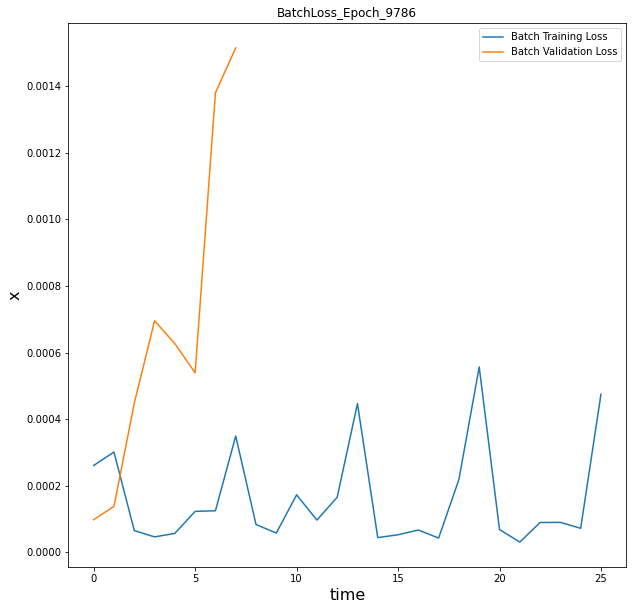 BatchLoss_Epoch_9786
Batch Training Loss
Batch Validation Loss
0.0014
0.0012
0.0010
0.0008
0.0006
0.0004
0.0002
0.0000
x
0 5 10 15 20 25
time